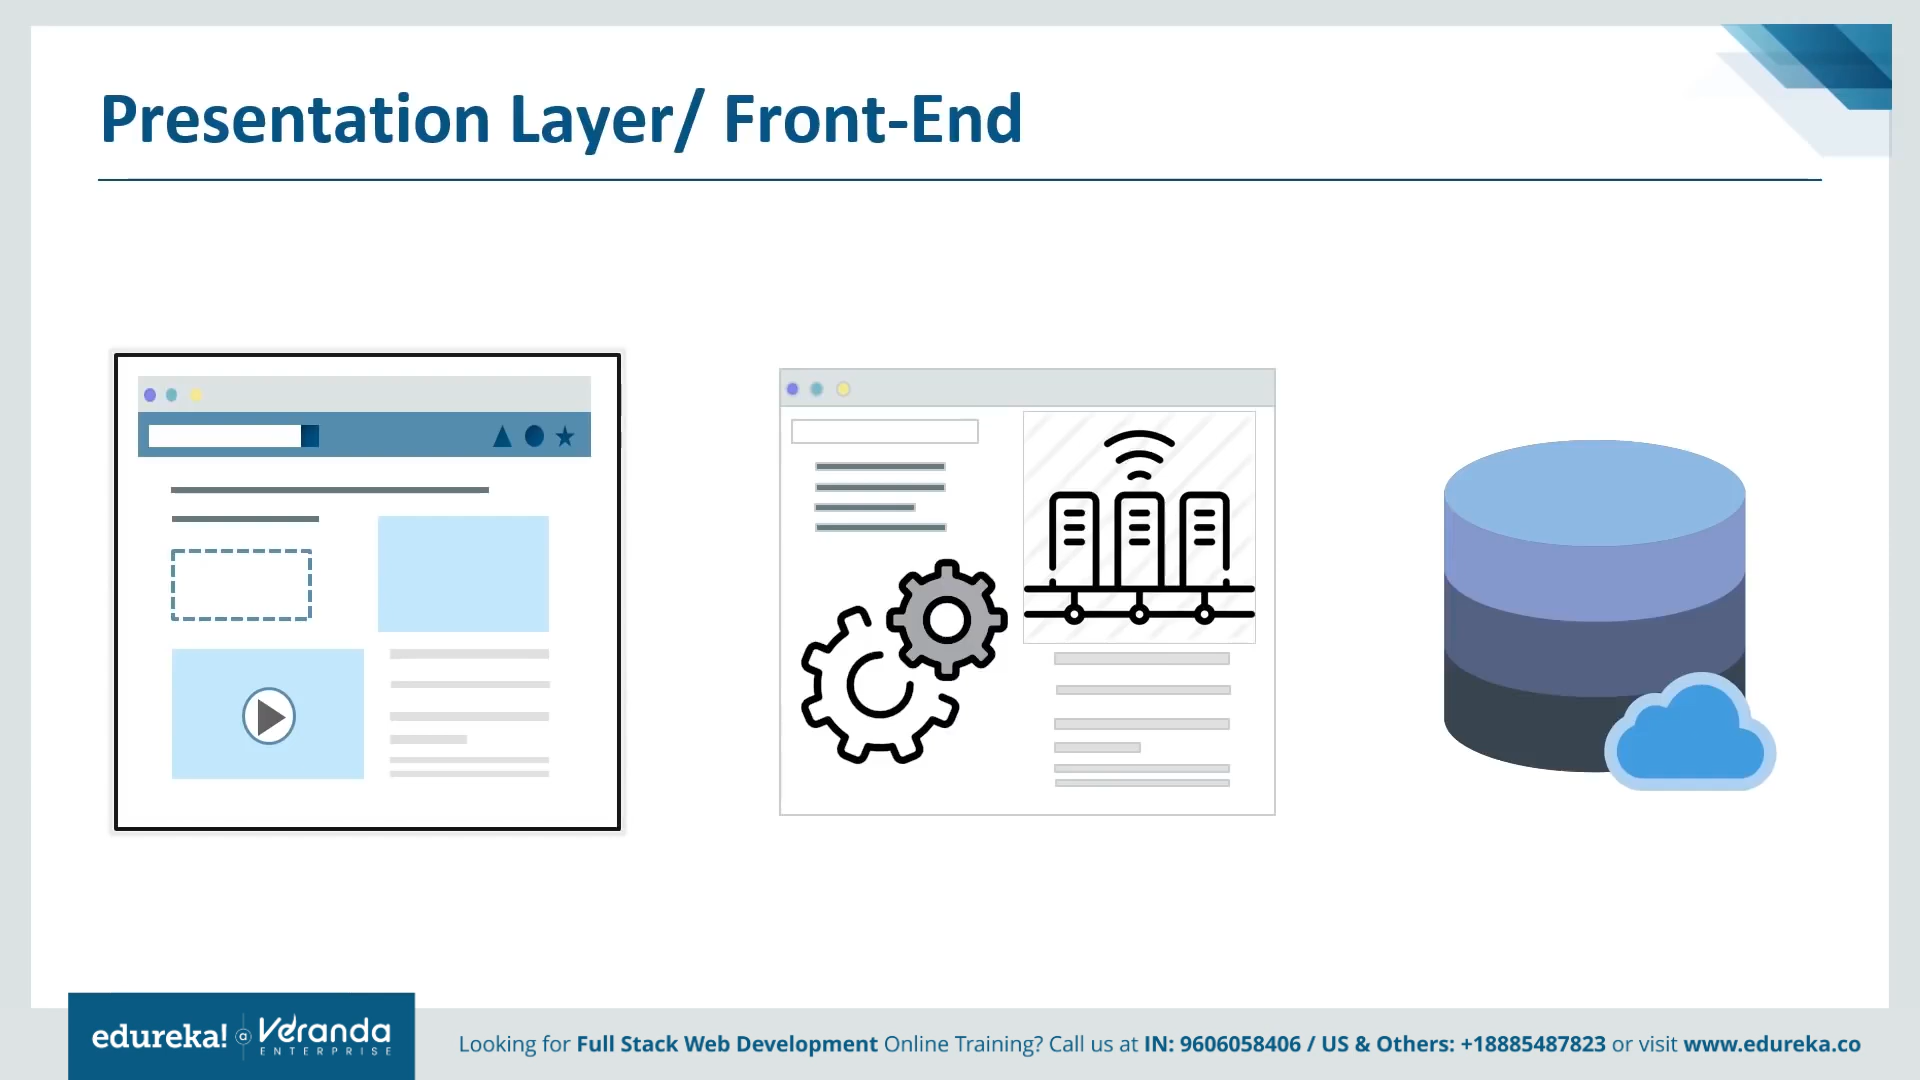 Presentation Layer/ Front-End
edureka! a Veranda
ENTERPRISE
Looking for Full Stack Web Development Online Training? Call us at IN: 9606058406 / US & Others: +18885487823 or visit www.edureka.co